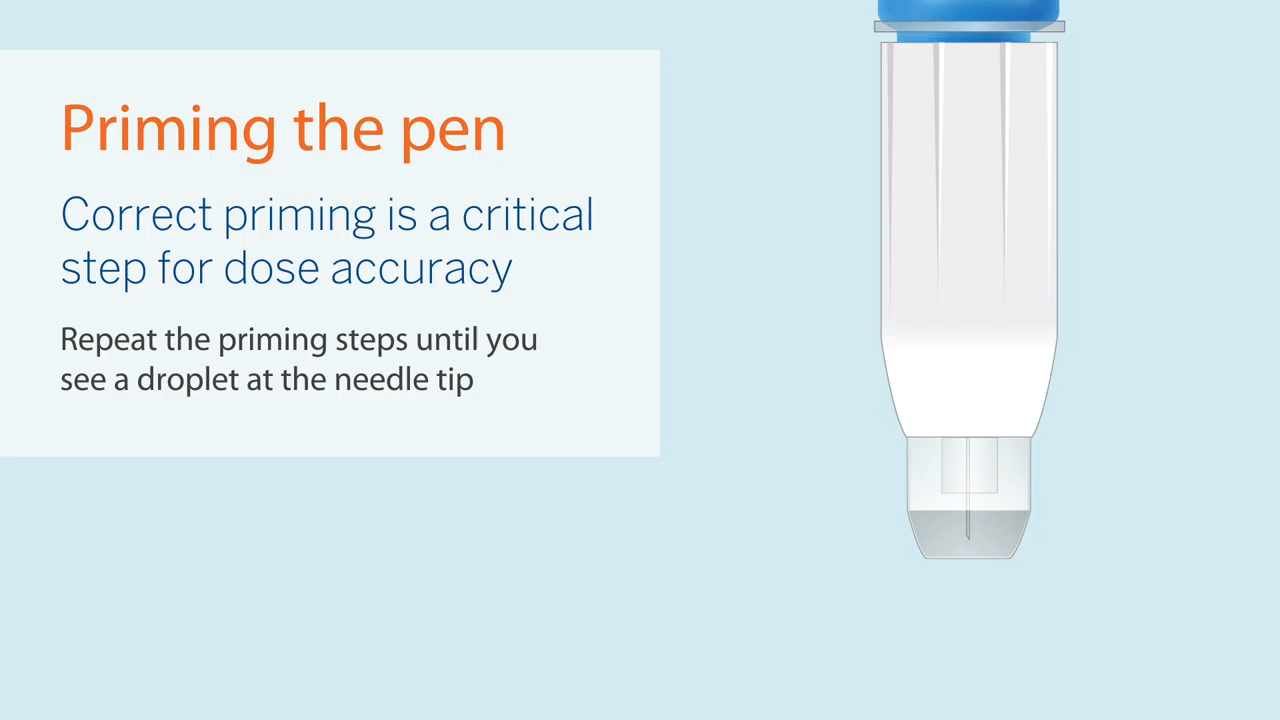 Priming the pen
Correct priming is a critical
step for dose accuracy
Repeat the priming steps until you
see a droplet at the needle tip